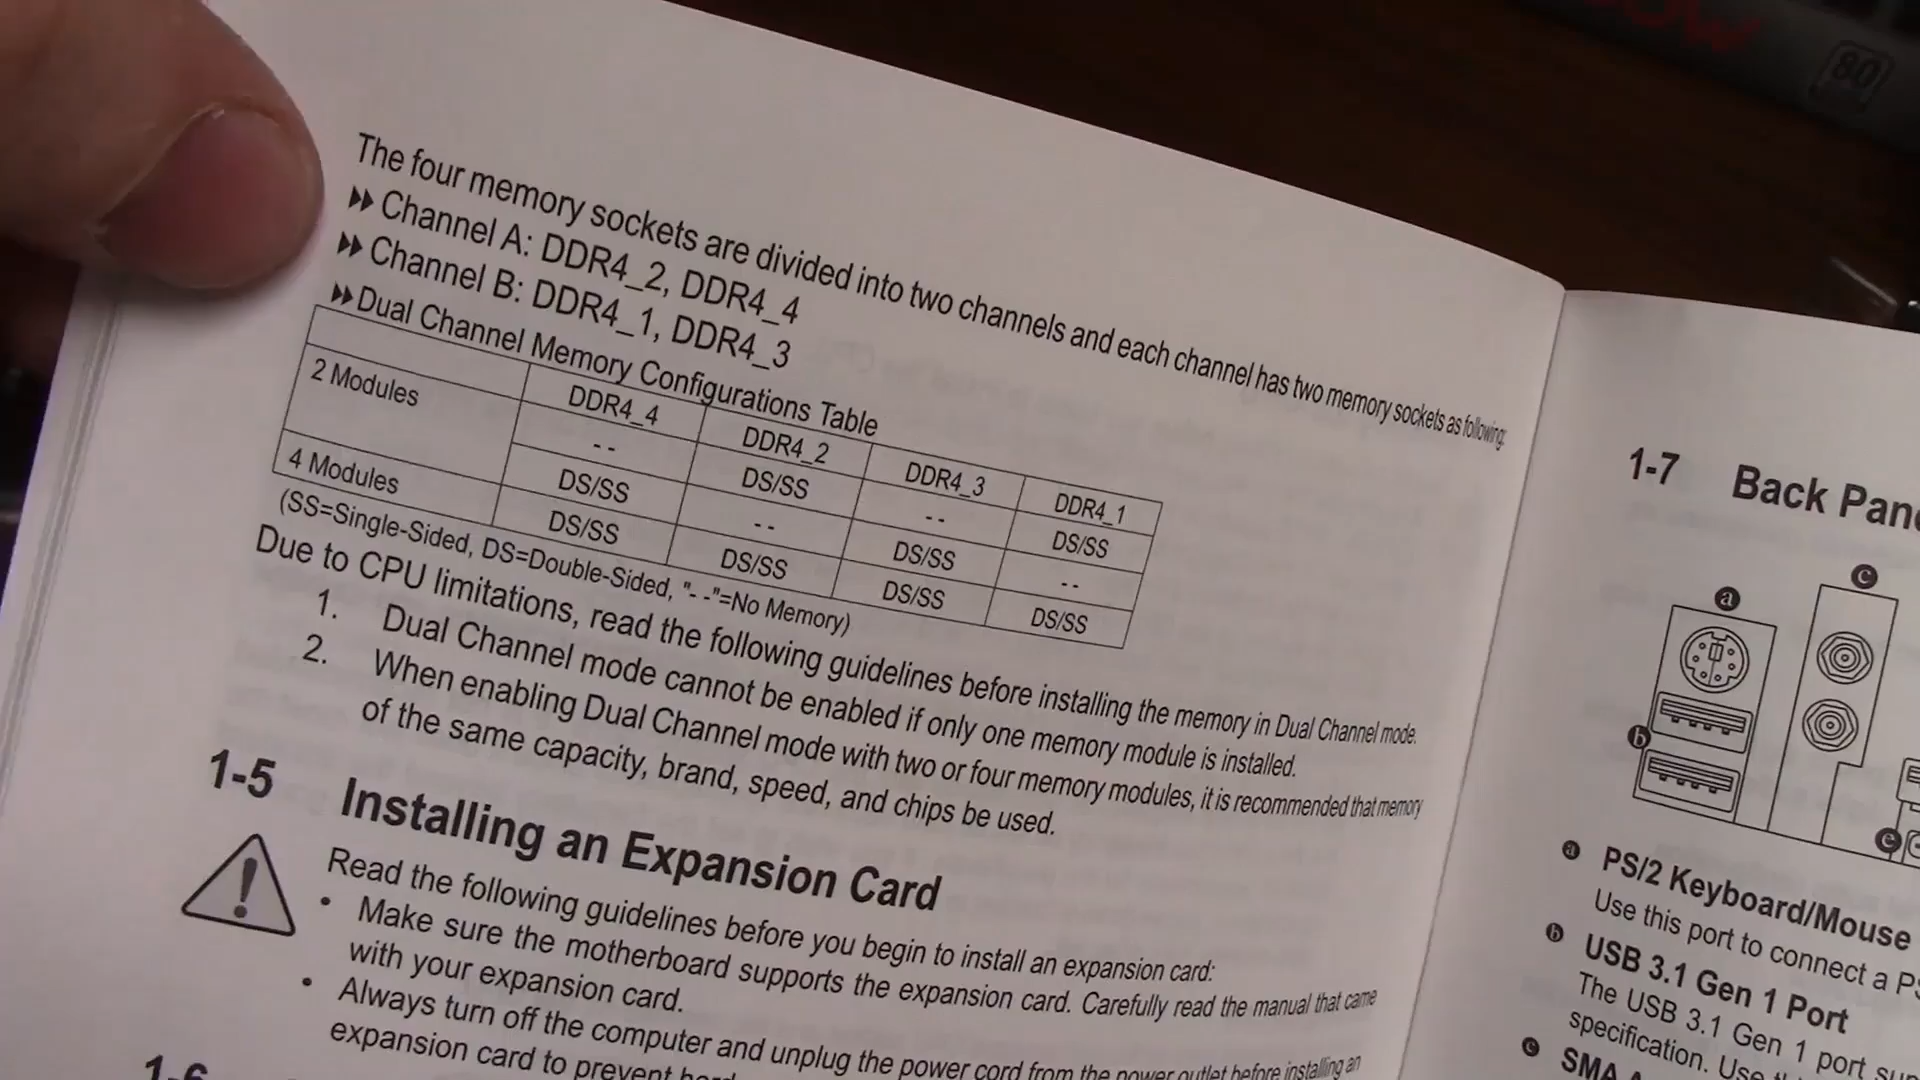 The four memory sockets are divided into two channels and each channel has two memory sockets as following:
Channel A: DDR4_2, DDR4_4
Channel B: DDR4_1, DDR4_3
Dual Channel Memory Configurations Table
DDR4_4 DDR4_2 DDR4_3 DDR4_1
2 Modules - - DS/SS - - DS/SS
DS/SS - - DS/SS - -
4 Modules DS/SS DS/SS DS/SS DS/SS
(SS=Single-Sided, DS=Double-Sided, "- -"=No Memory)
Due to CPU limitations, read the following guidelines before installing the memory in Dual Channel mode.
1. Dual Channel mode cannot be enabled if only one memory module is installed.
2. When enabling Dual Channel mode with two or four memory modules, it is recommended that memory
of the same capacity, brand, speed, and chips be used.
1-5 Installing an Expansion Card
Read the following guidelines before you begin to install an expansion card:
• Make sure the motherboard supports the expansion card. Carefully read the manual that came
with your expansion card.
• Always turn off the computer and unplug the power cord from the power outlet before installing an
expansion card to prevent
1-6
1-7 Back
a
c
b
e
a PS/2 Keyboard/Mouse
Use this port to connect a
b USB 3.1 Gen 1 Port
The USB 3.1 Gen 1 port
specification. Use
c SMA
80